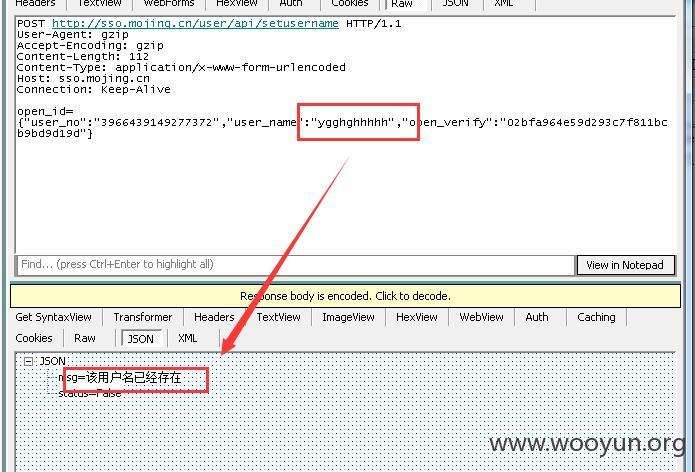 Headers TextView WebForms HexView Auth Cookies Raw JSON XML
POST http://sso.mojing.cn/user/api/setusername HTTP/1.1
User-Agent: gzip
Accept-Encoding: gzip
Content-Length: 112
Content-Type: application/x-www-form-urlencoded
Host: sso.mojing.cn
Connection: Keep-Alive
open_id=
{"user_no":"3966439149277372","user_name":"ygghghhhhh","open_verify":"02bfa964e59d293c7f811bc
b9bd9d19d"}
Find... (press Ctrl+Enter to highlight all) View in Notepad
Response body is encoded. Click to decode.
Get SyntaxView Transformer Headers TextView ImageView HexView WebView Auth Caching
Cookies Raw JSON XML
JSON
msg=该用户名已经存在
status=False
www.wooyun.org